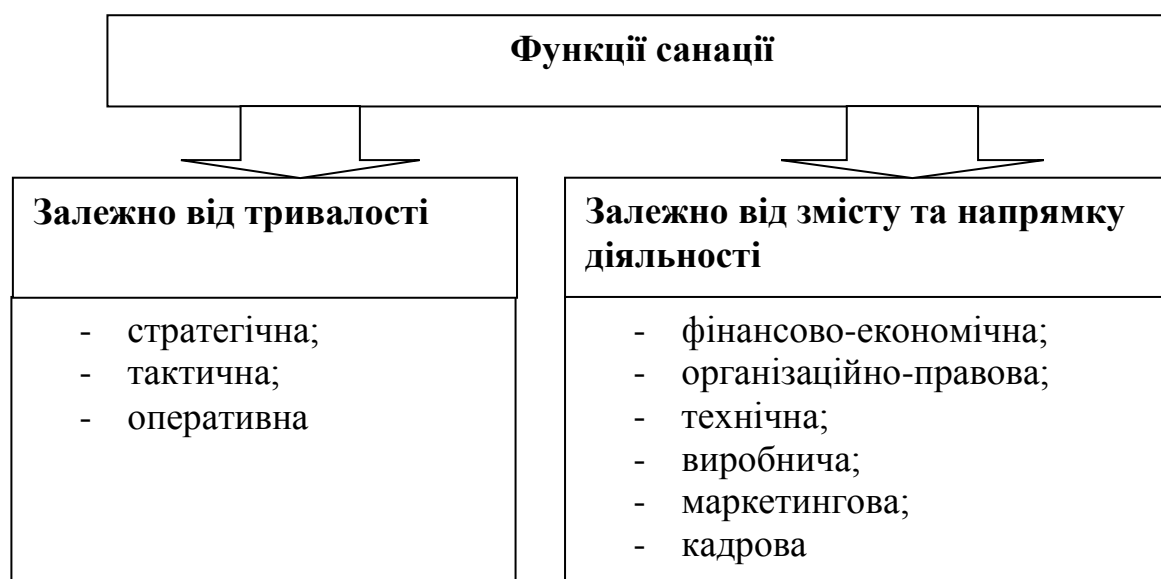 Функції санації
Залежно від тривалості
- стратегічна;
- тактична;
- оперативна
Залежно від змісту та напрямку
діяльності
- фінансово-економічна;
- організаційно-правова;
- технічна;
- виробнича;
- маркетингова;
- кадрова